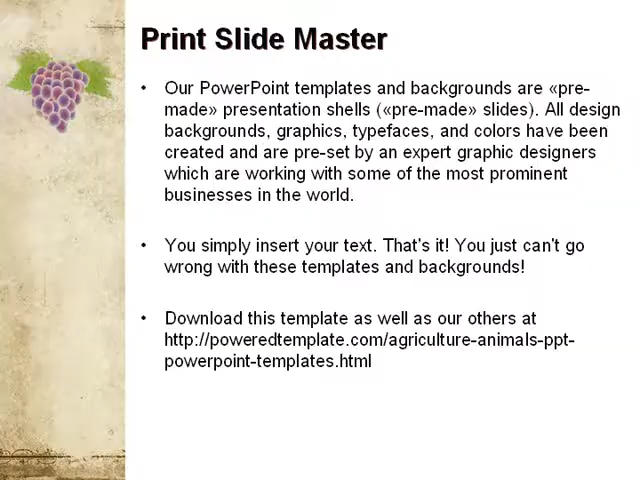 Print Slide Master
• Our PowerPoint templates and backgrounds are «pre-
made» presentation shells («pre-made» slides). All design
backgrounds, graphics, typefaces, and colors have been
created and are pre-set by an expert graphic designers
which are working with some of the most prominent
businesses in the world.
• You simply insert your text. That's it! You just can't go
wrong with these templates and backgrounds!
• Download this template as well as our others at
http://poweredtemplate.com/agriculture-animals-ppt-
powerpoint-templates.html